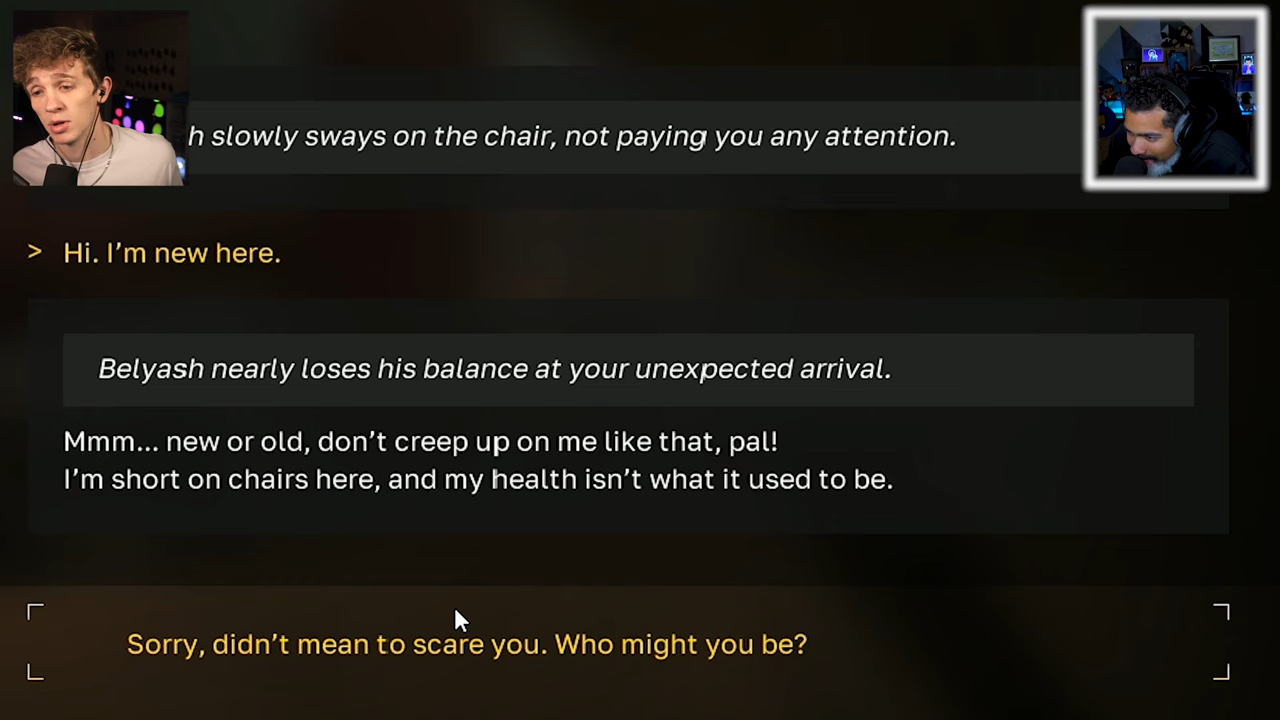 slowly sways on the chair, not paying you any attention.
> Hi. I’m new here.
Belyash nearly loses his balance at your unexpected arrival.
Mmm... new or old, don’t creep up on me like that, pal!
I’m short on chairs here, and my health isn’t what it used to be.
Sorry, didn’t mean to scare you. Who might you be?